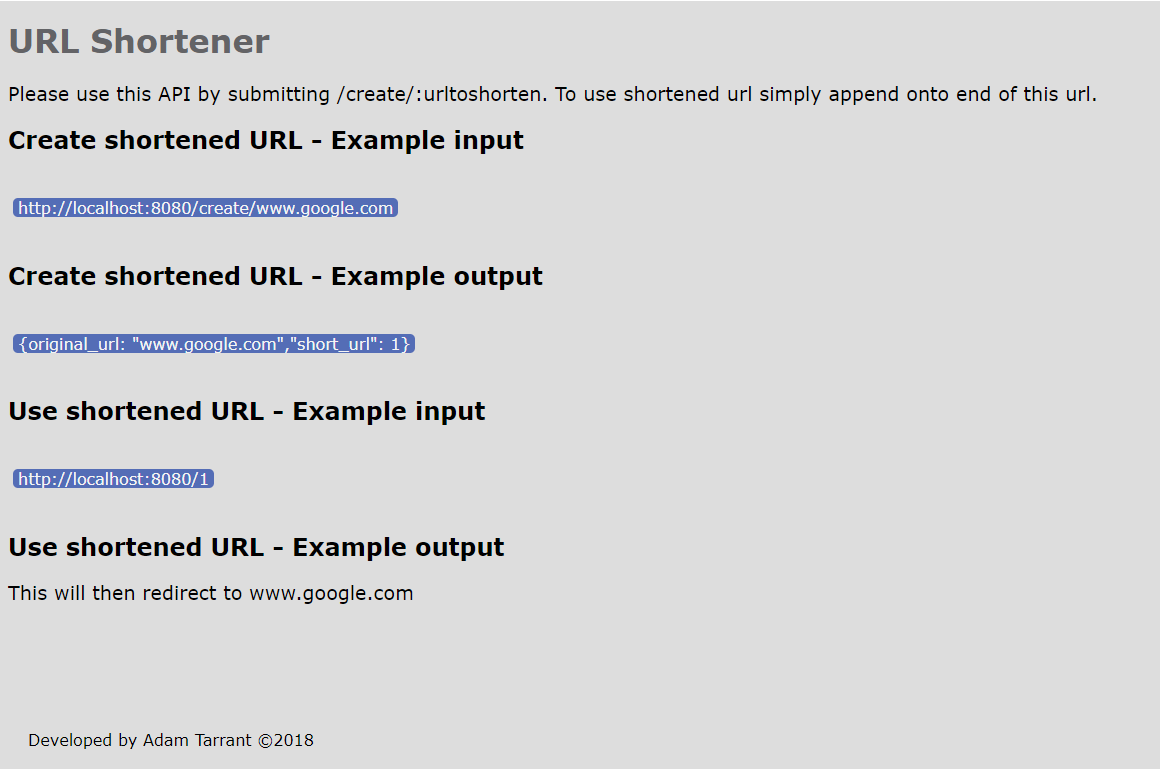 URL Shortener
Please use this API by submitting /create/:urltoshorten. To use shortened url simply append onto end of this url.
Create shortened URL - Example input
http://localhost:8080/create/www.google.com
Create shortened URL - Example output
{original_url: "www.google.com","short_url": 1}
Use shortened URL - Example input
http://localhost:8080/1
Use shortened URL - Example output
This will then redirect to www.google.com
Developed by Adam Tarrant ©2018